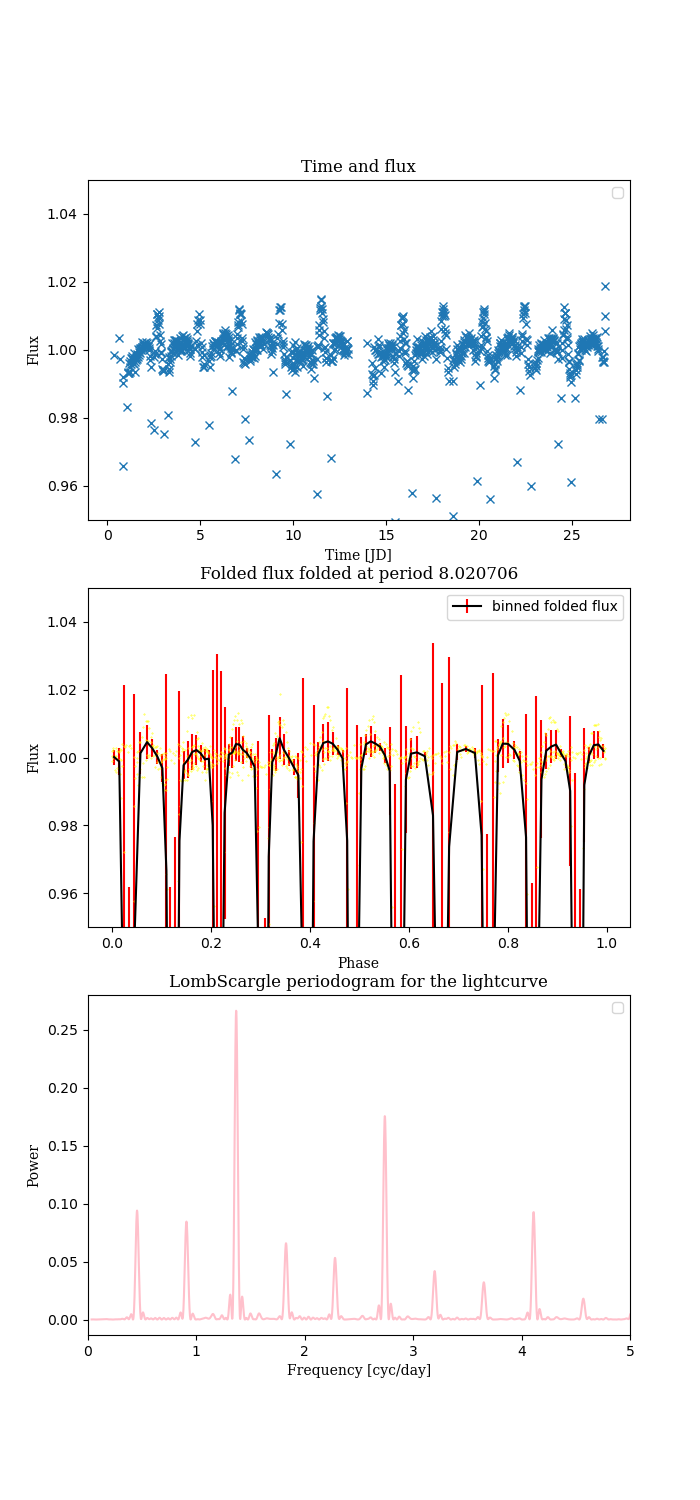 Time and flux
1.04
1.02
1.00
0.98
0.96
Flux
0 5 10 15 20 25
Time [JD]
Folded flux folded at period 8.020706
binned folded flux
1.04
1.02
1.00
0.98
0.96
Flux
0.0 0.2 0.4 0.6 0.8 1.0
Phase
LombScargle periodogram for the lightcurve
0.25
0.20
0.15
0.10
0.05
0.00
Power
0 1 2 3 4 5
Frequency [cyc/day]